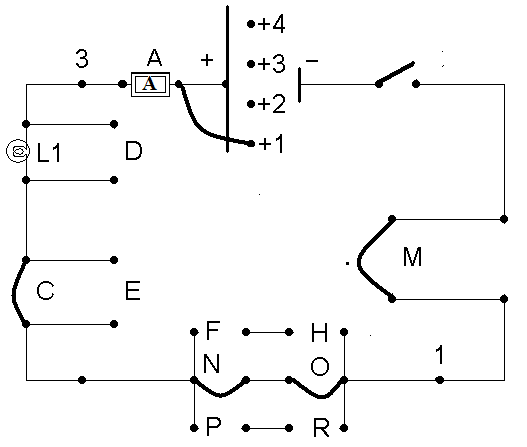 +4
3 A + +3 −
A
+2
+1
L1 D
M
C E
F H
N O 1
P R